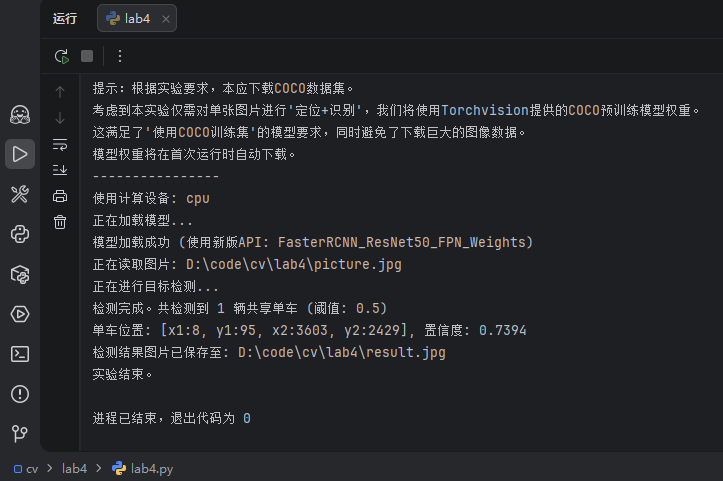 运行
lab4
提示：根据实验要求，本应下载COCO数据集。
考虑到本实验仅需对单张图片进行'定位+识别'，我们将使用Torchvision提供的COCO预训练模型权重。
这满足了'使用COCO训练集'的模型要求，同时避免了下载巨大的图像数据。
模型权重将在首次运行时自动下载。
----------------
使用计算设备: cpu
正在加载模型...
模型加载成功 (使用新版API: FasterRCNN_ResNet50_FPN_Weights)
正在读取图片: D:\code\cv\lab4\picture.jpg
正在进行目标检测...
检测完成。共检测到 1 辆共享单车 (阈值: 0.5)
单车位置: [x1:8, y1:95, x2:3603, y2:2429], 置信度: 0.7394
检测结果图片已保存至: D:\code\cv\lab4\result.jpg
实验结束。
进程已结束，退出代码为 0
cv > lab4 > lab4.py